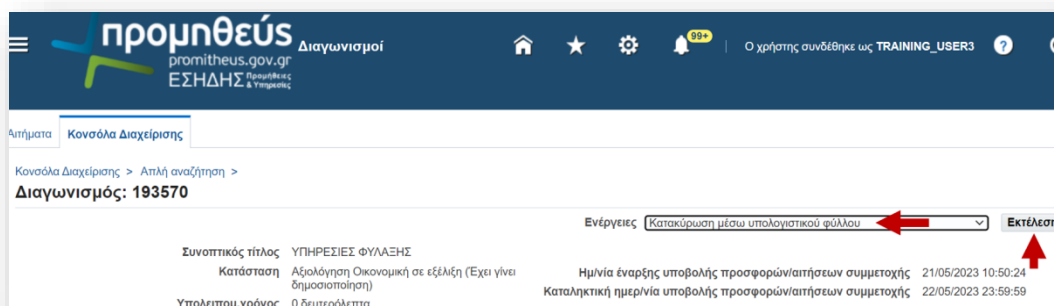 προμηθεύς
promitheus.gov.gr
ΕΣΗΔΗΣ Προμήθειες & Υπηρεσίες
Διαγωνισμοί
99+
Ο χρήστης συνδέθηκε ως TRAINING_USER3
?
Αιτήματα Κονσόλα Διαχείρισης
Κονσόλα Διαχείρισης > Απλή αναζήτηση >
Διαγωνισμός: 193570
Ενέργειες Κατακύρωση μέσω υπολογιστικού φύλλου Εκτέλεση
Συνοπτικός τίτλος ΥΠΗΡΕΣΙΕΣ ΦΥΛΑΞΗΣ
Κατάσταση Αξιολόγηση Οικονομική σε εξέλιξη (Έχει γίνει δημοσιοποίηση)
Υπολειπομ.χρόνος 0 δευτερόλεπτα
Ημ/νία έναρξης υποβολής προσφορών/αιτήσεων συμμετοχής 21/05/2023 10:50:24
Καταληκτική ημερ/νία υποβολής προσφορών/αιτήσεων συμμετοχής 22/05/2023 23:59:59